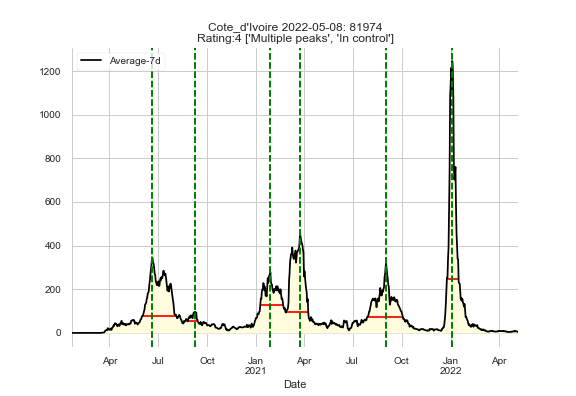 Cote_d'Ivoire 2022-05-08: 81974
Rating:4 ['Multiple peaks', 'In control']
Average-7d
1200
1000
800
600
400
200
0
Apr Jul Oct Jan Apr Jul Oct Jan Apr
2021 2022
Date